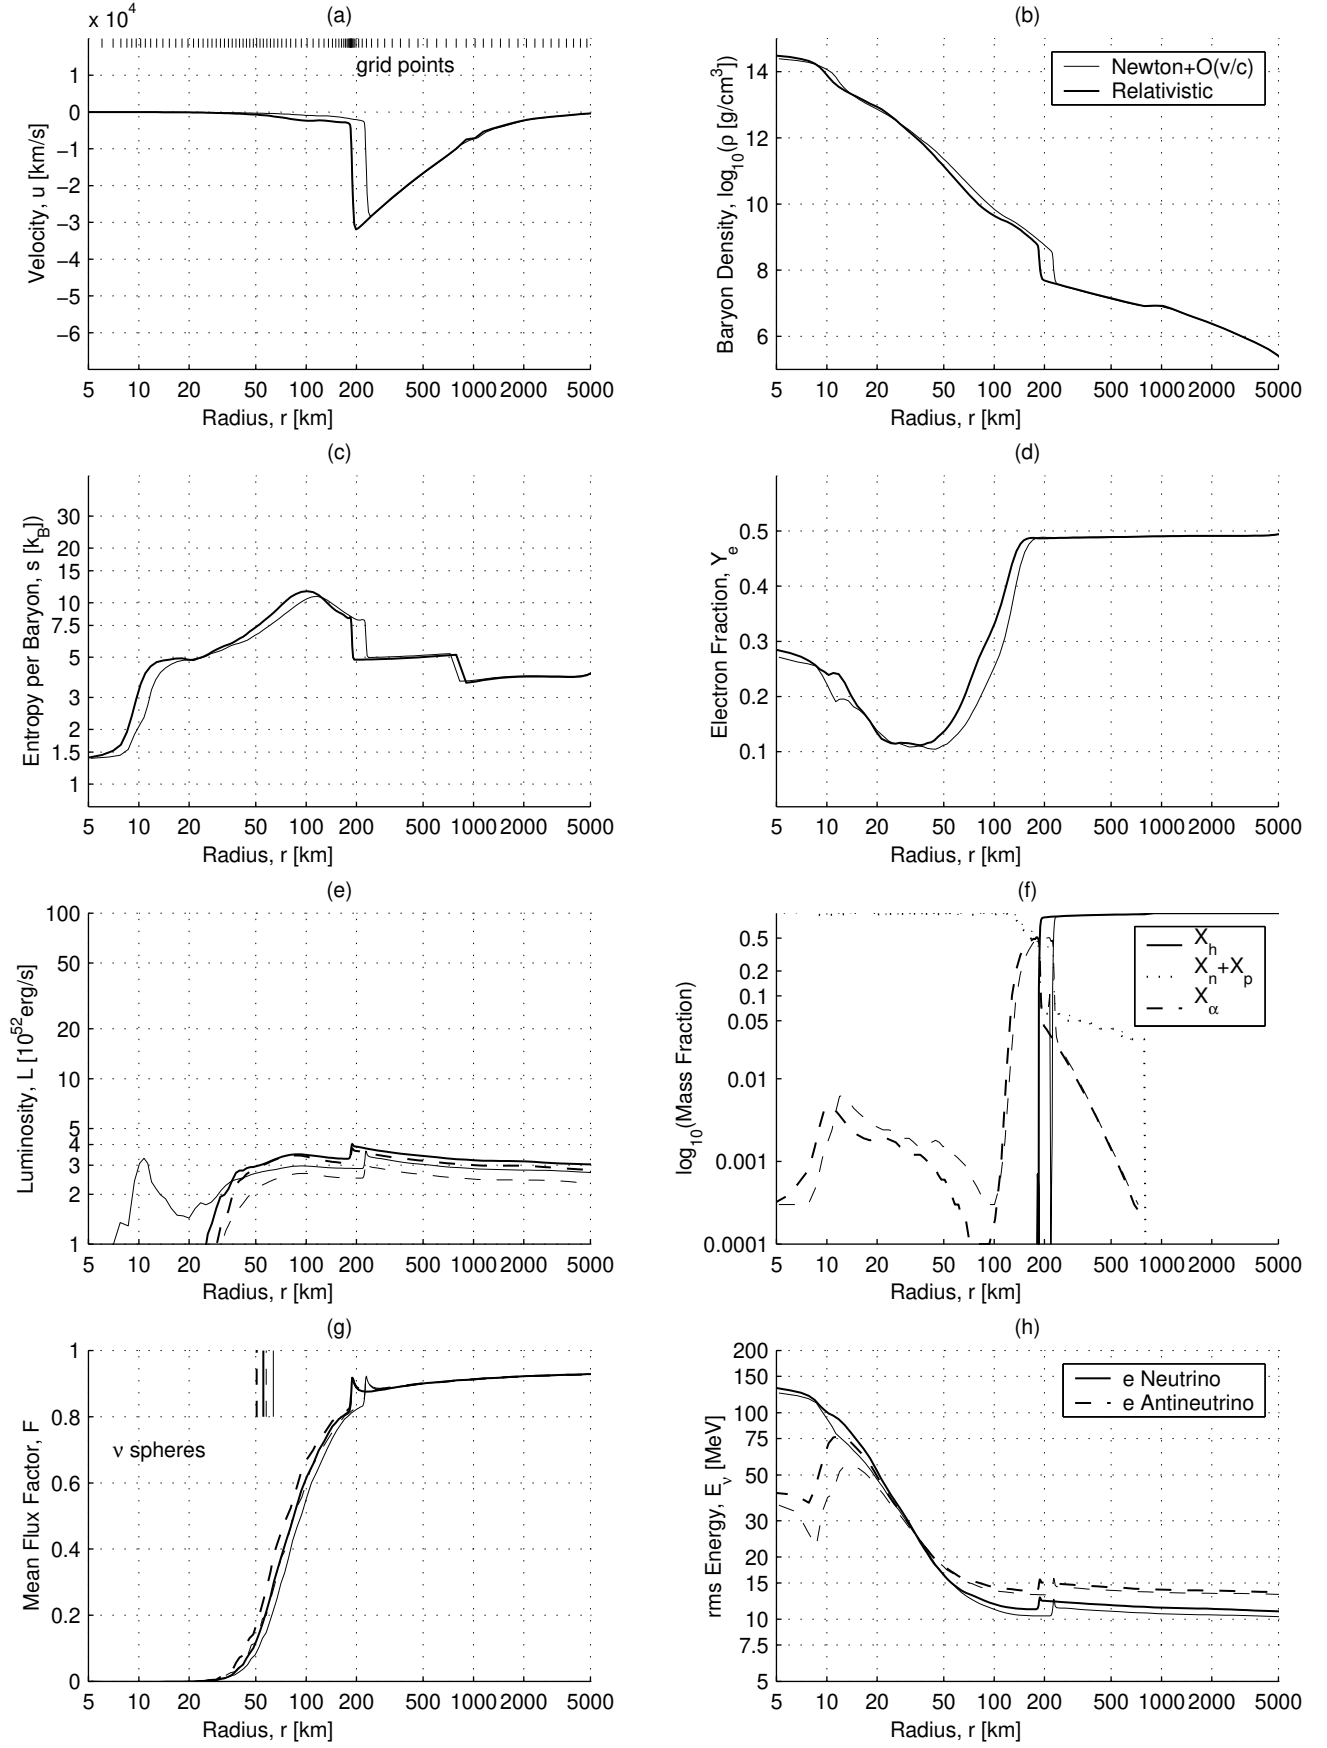 (a)
x 10^4
grid points
1
0
−1
−2
−3
−4
−5
−6
Velocity, u [km/s]
5 10 20 50 100 200 500 1000 2000 5000
Radius, r [km]
(b)
Newton+O(v/c)
Relativistic
14
12
10
8
6
Baryon Density, log10(ρ [g/cm^3])
5 10 20 50 100 200 500 1000 2000 5000
Radius, r [km]
(c)
30
20
15
10
7.5
5
3
2
1.5
1
Entropy per Baryon, s [k_B])
5 10 20 50 100 200 500 1000 2000 5000
Radius, r [km]
(d)
0.5
0.4
0.3
0.2
0.1
Electron Fraction, Y_e
5 10 20 50 100 200 500 1000 2000 5000
Radius, r [km]
(e)
100
50
20
10
5
4
3
2
1
Luminosity, L [10^52erg/s]
5 10 20 50 100 200 500 1000 2000 5000
Radius, r [km]
(f)
X_h
X_n+X_p
X_α
0.5
0.2
0.1
0.05
0.01
0.001
0.0001
log10(Mass Fraction)
5 10 20 50 100 200 500 1000 2000 5000
Radius, r [km]
(g)
ν spheres
1
0.8
0.6
0.4
0.2
0
Mean Flux Factor, F
5 10 20 50 100 200 500 1000 2000 5000
Radius, r [km]
(h)
e Neutrino
e Antineutrino
200
150
100
75
50
30
20
15
10
7.5
5
rms Energy, E_ν [MeV]
5 10 20 50 100 200 500 1000 2000 5000
Radius, r [km]